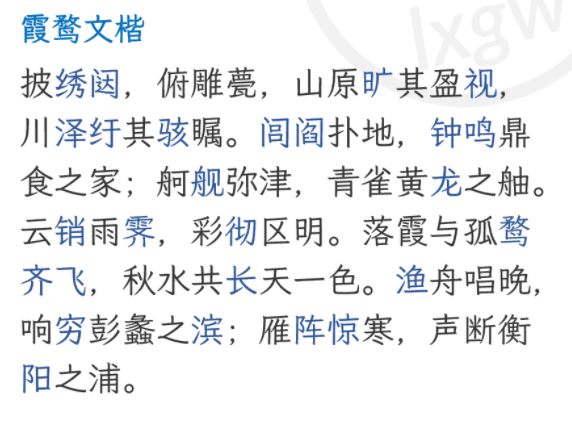 霞鹜文楷
lxgw
披绣闼，俯雕甍，山原旷其盈视，
川泽纡其骇瞩。闾阎扑地，钟鸣鼎
食之家；舸舰弥津，青雀黄龙之舳。
云销雨霁，彩彻区明。落霞与孤鹜
齐飞，秋水共长天一色。渔舟唱晚，
响穷彭蠡之滨；雁阵惊寒，声断衡
阳之浦。